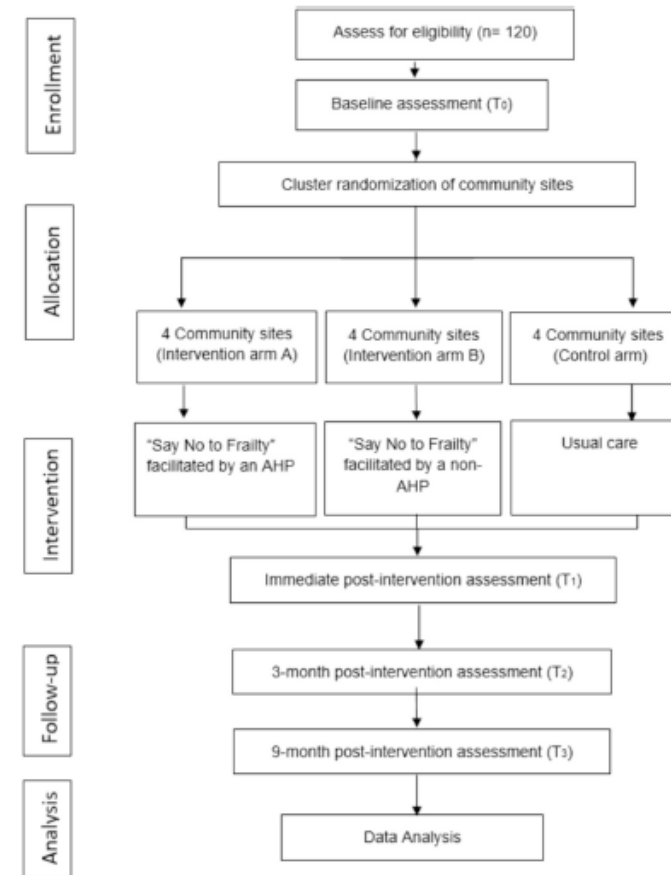 Enrollment
Assess for eligibility (n= 120)
Baseline assessment (T0)
Cluster randomization of community sites
Allocation
4 Community sites
(Intervention arm A)
4 Community sites
(Intervention arm B)
4 Community sites
(Control arm)
Intervention
“Say No to Frailty”
facilitated by an AHP
“Say No to Frailty”
facilitated by a non-
AHP
Usual care
Immediate post-intervention assessment (T1)
Follow-up
3-month post-intervention assessment (T2)
9-month post-intervention assessment (T3)
Analysis
Data Analysis